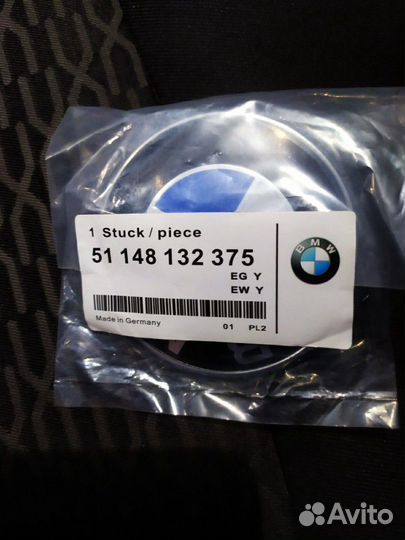 1 Stuck / piece
51 148 132 375
EG Y
EW Y
Made in Germany
01 PL2
BMW
Avito